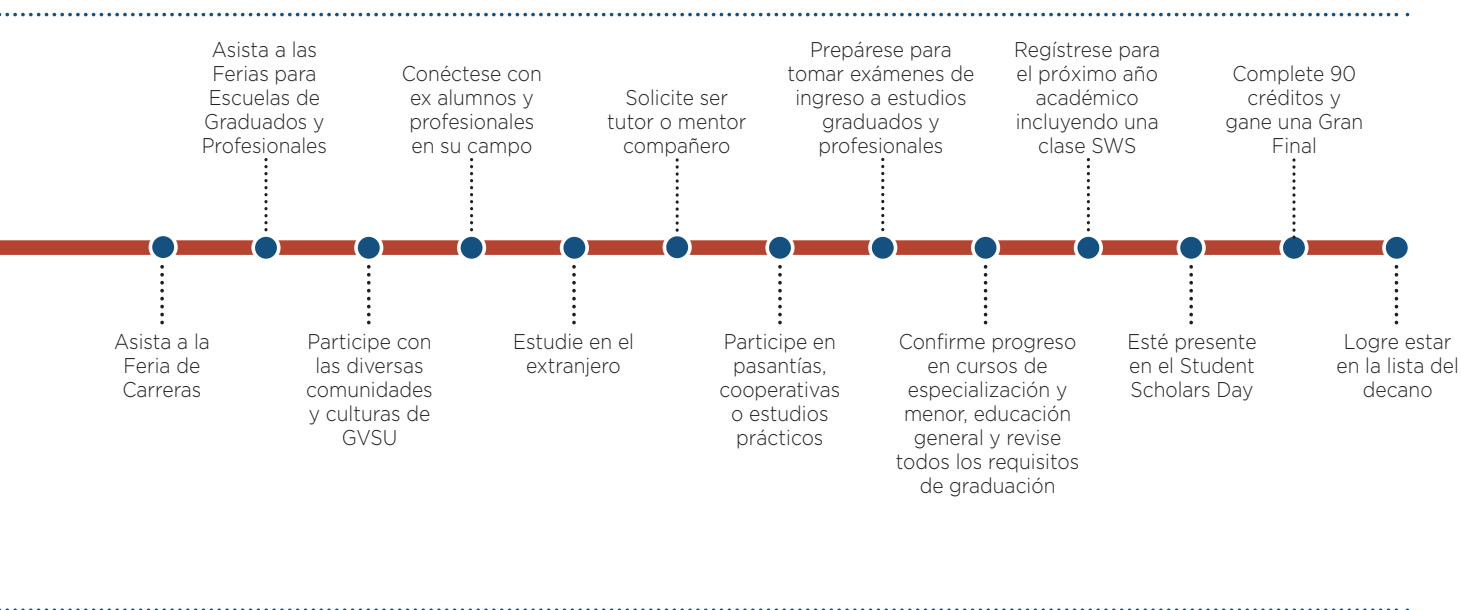 Asista a las
Ferias para
Escuelas de
Graduados y
Profesionales
Conéctese con
ex alumnos y
profesionales
en su campo
Solicite ser
tutor o mentor
compañero
Prepárese para
tomar exámenes de
ingreso a estudios
graduados y
profesionales
Regístrese para
el próximo año
académico
incluyendo una
clase SWS
Complete 90
créditos y
gane una Gran
Final
Asista a la
Feria de
Carreras
Participe con
las diversas
comunidades
y culturas de
GVSU
Estudie en el
extranjero
Participe en
pasantías,
cooperativas
o estudios
prácticos
Confirme progreso
en cursos de
especialización y
menor, educación
general y revise
todos los requisitos
de graduación
Esté presente
en el Student
Scholars Day
Logre estar
en la lista del
decano